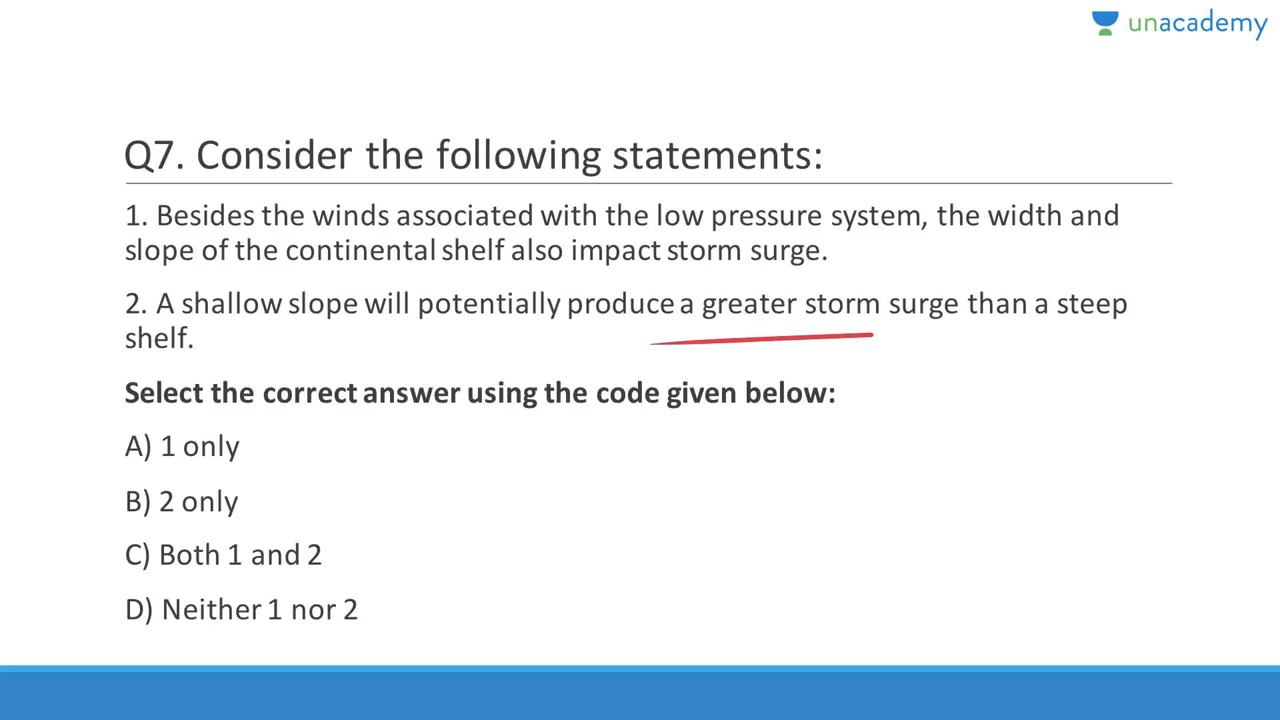 unacademy
Q7. Consider the following statements:
1. Besides the winds associated with the low pressure system, the width and
slope of the continental shelf also impact storm surge.
2. A shallow slope will potentially produce a greater storm surge than a steep
shelf.
Select the correct answer using the code given below:
A) 1 only
B) 2 only
C) Both 1 and 2
D) Neither 1 nor 2